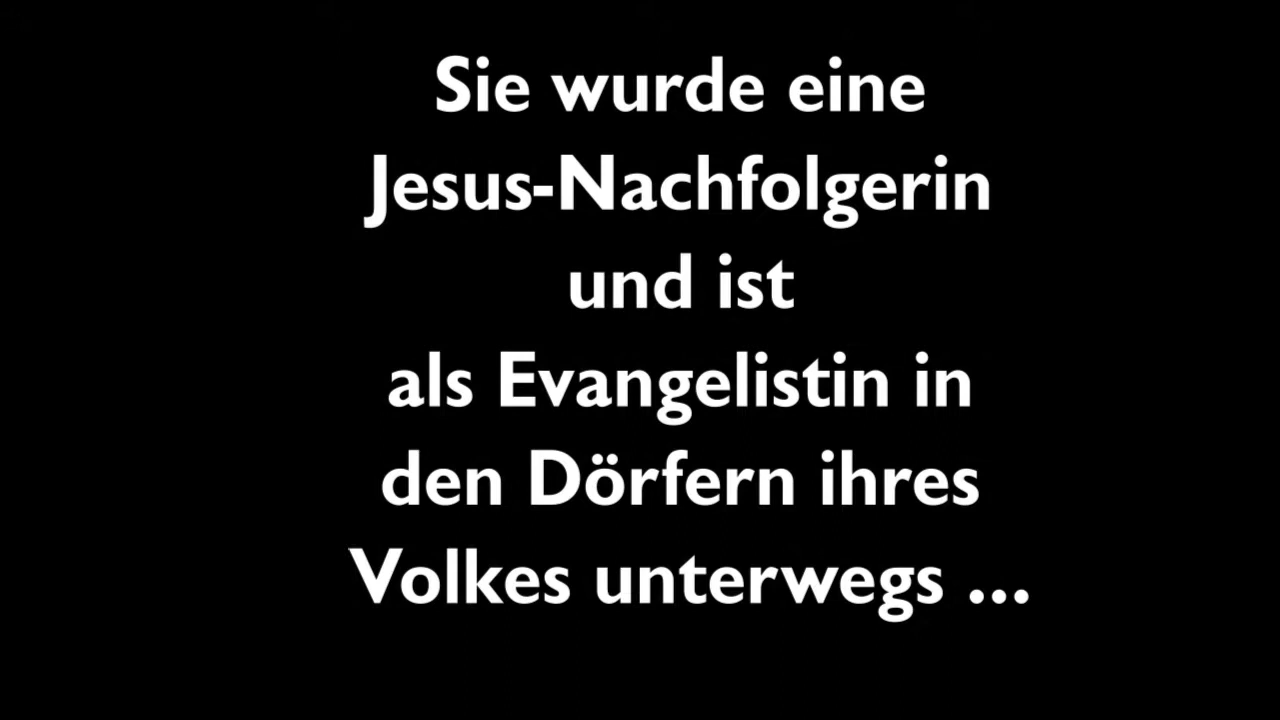 Sie wurde eine
Jesus-Nachfolgerin
und ist
als Evangelistin in
den Dörfern ihres
Volkes unterwegs ...